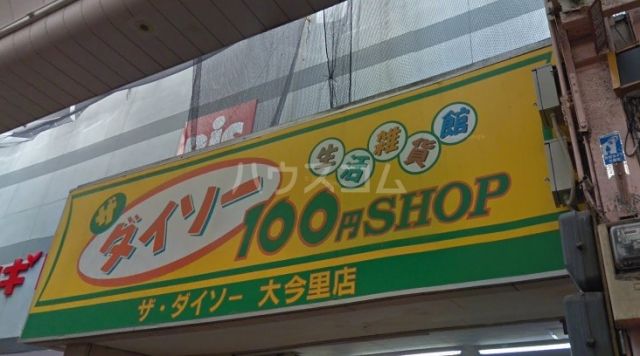 生活雑貨館
ザ
ダイソー
100円SHOP
ザ・ダイソー 大今里店
ハウスコム
ギ